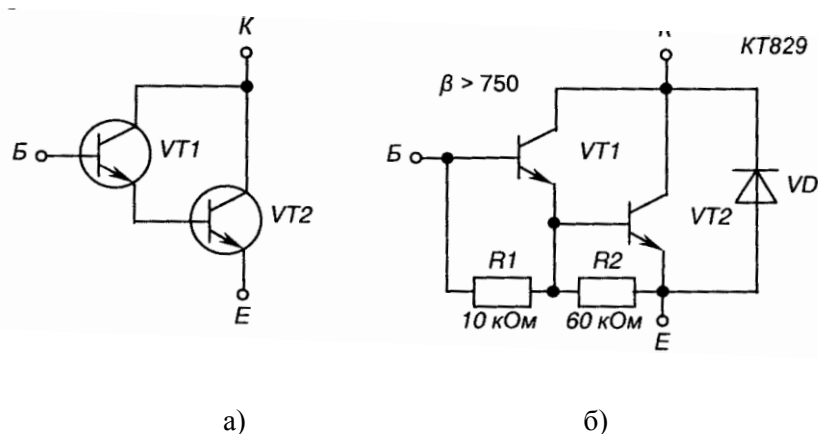 К
Б
VT1
VT2
Е
а)
К
КТ829
β > 750
Б
VT1
VT2
VD
R1
R2
10 кОм
60 кОм
Е
б)